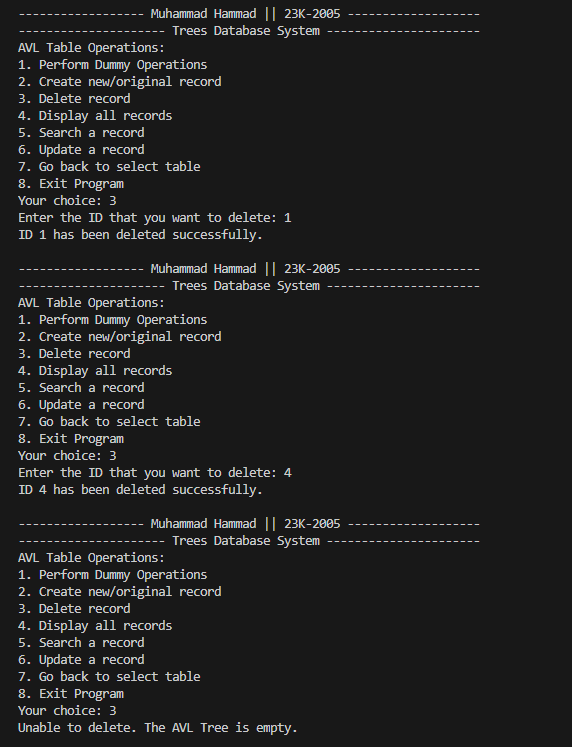 ------------------ Muhammad Hammad || 23K-2005 -------------------
--------------------- Trees Database System ----------------------
AVL Table Operations:
1. Perform Dummy Operations
2. Create new/original record
3. Delete record
4. Display all records
5. Search a record
6. Update a record
7. Go back to select table
8. Exit Program
Your choice: 3
Enter the ID that you want to delete: 1
ID 1 has been deleted successfully.
------------------ Muhammad Hammad || 23K-2005 -------------------
--------------------- Trees Database System ----------------------
AVL Table Operations:
1. Perform Dummy Operations
2. Create new/original record
3. Delete record
4. Display all records
5. Search a record
6. Update a record
7. Go back to select table
8. Exit Program
Your choice: 3
Enter the ID that you want to delete: 4
ID 4 has been deleted successfully.
------------------ Muhammad Hammad || 23K-2005 -------------------
--------------------- Trees Database System ----------------------
AVL Table Operations:
1. Perform Dummy Operations
2. Create new/original record
3. Delete record
4. Display all records
5. Search a record
6. Update a record
7. Go back to select table
8. Exit Program
Your choice: 3
Unable to delete. The AVL Tree is empty.